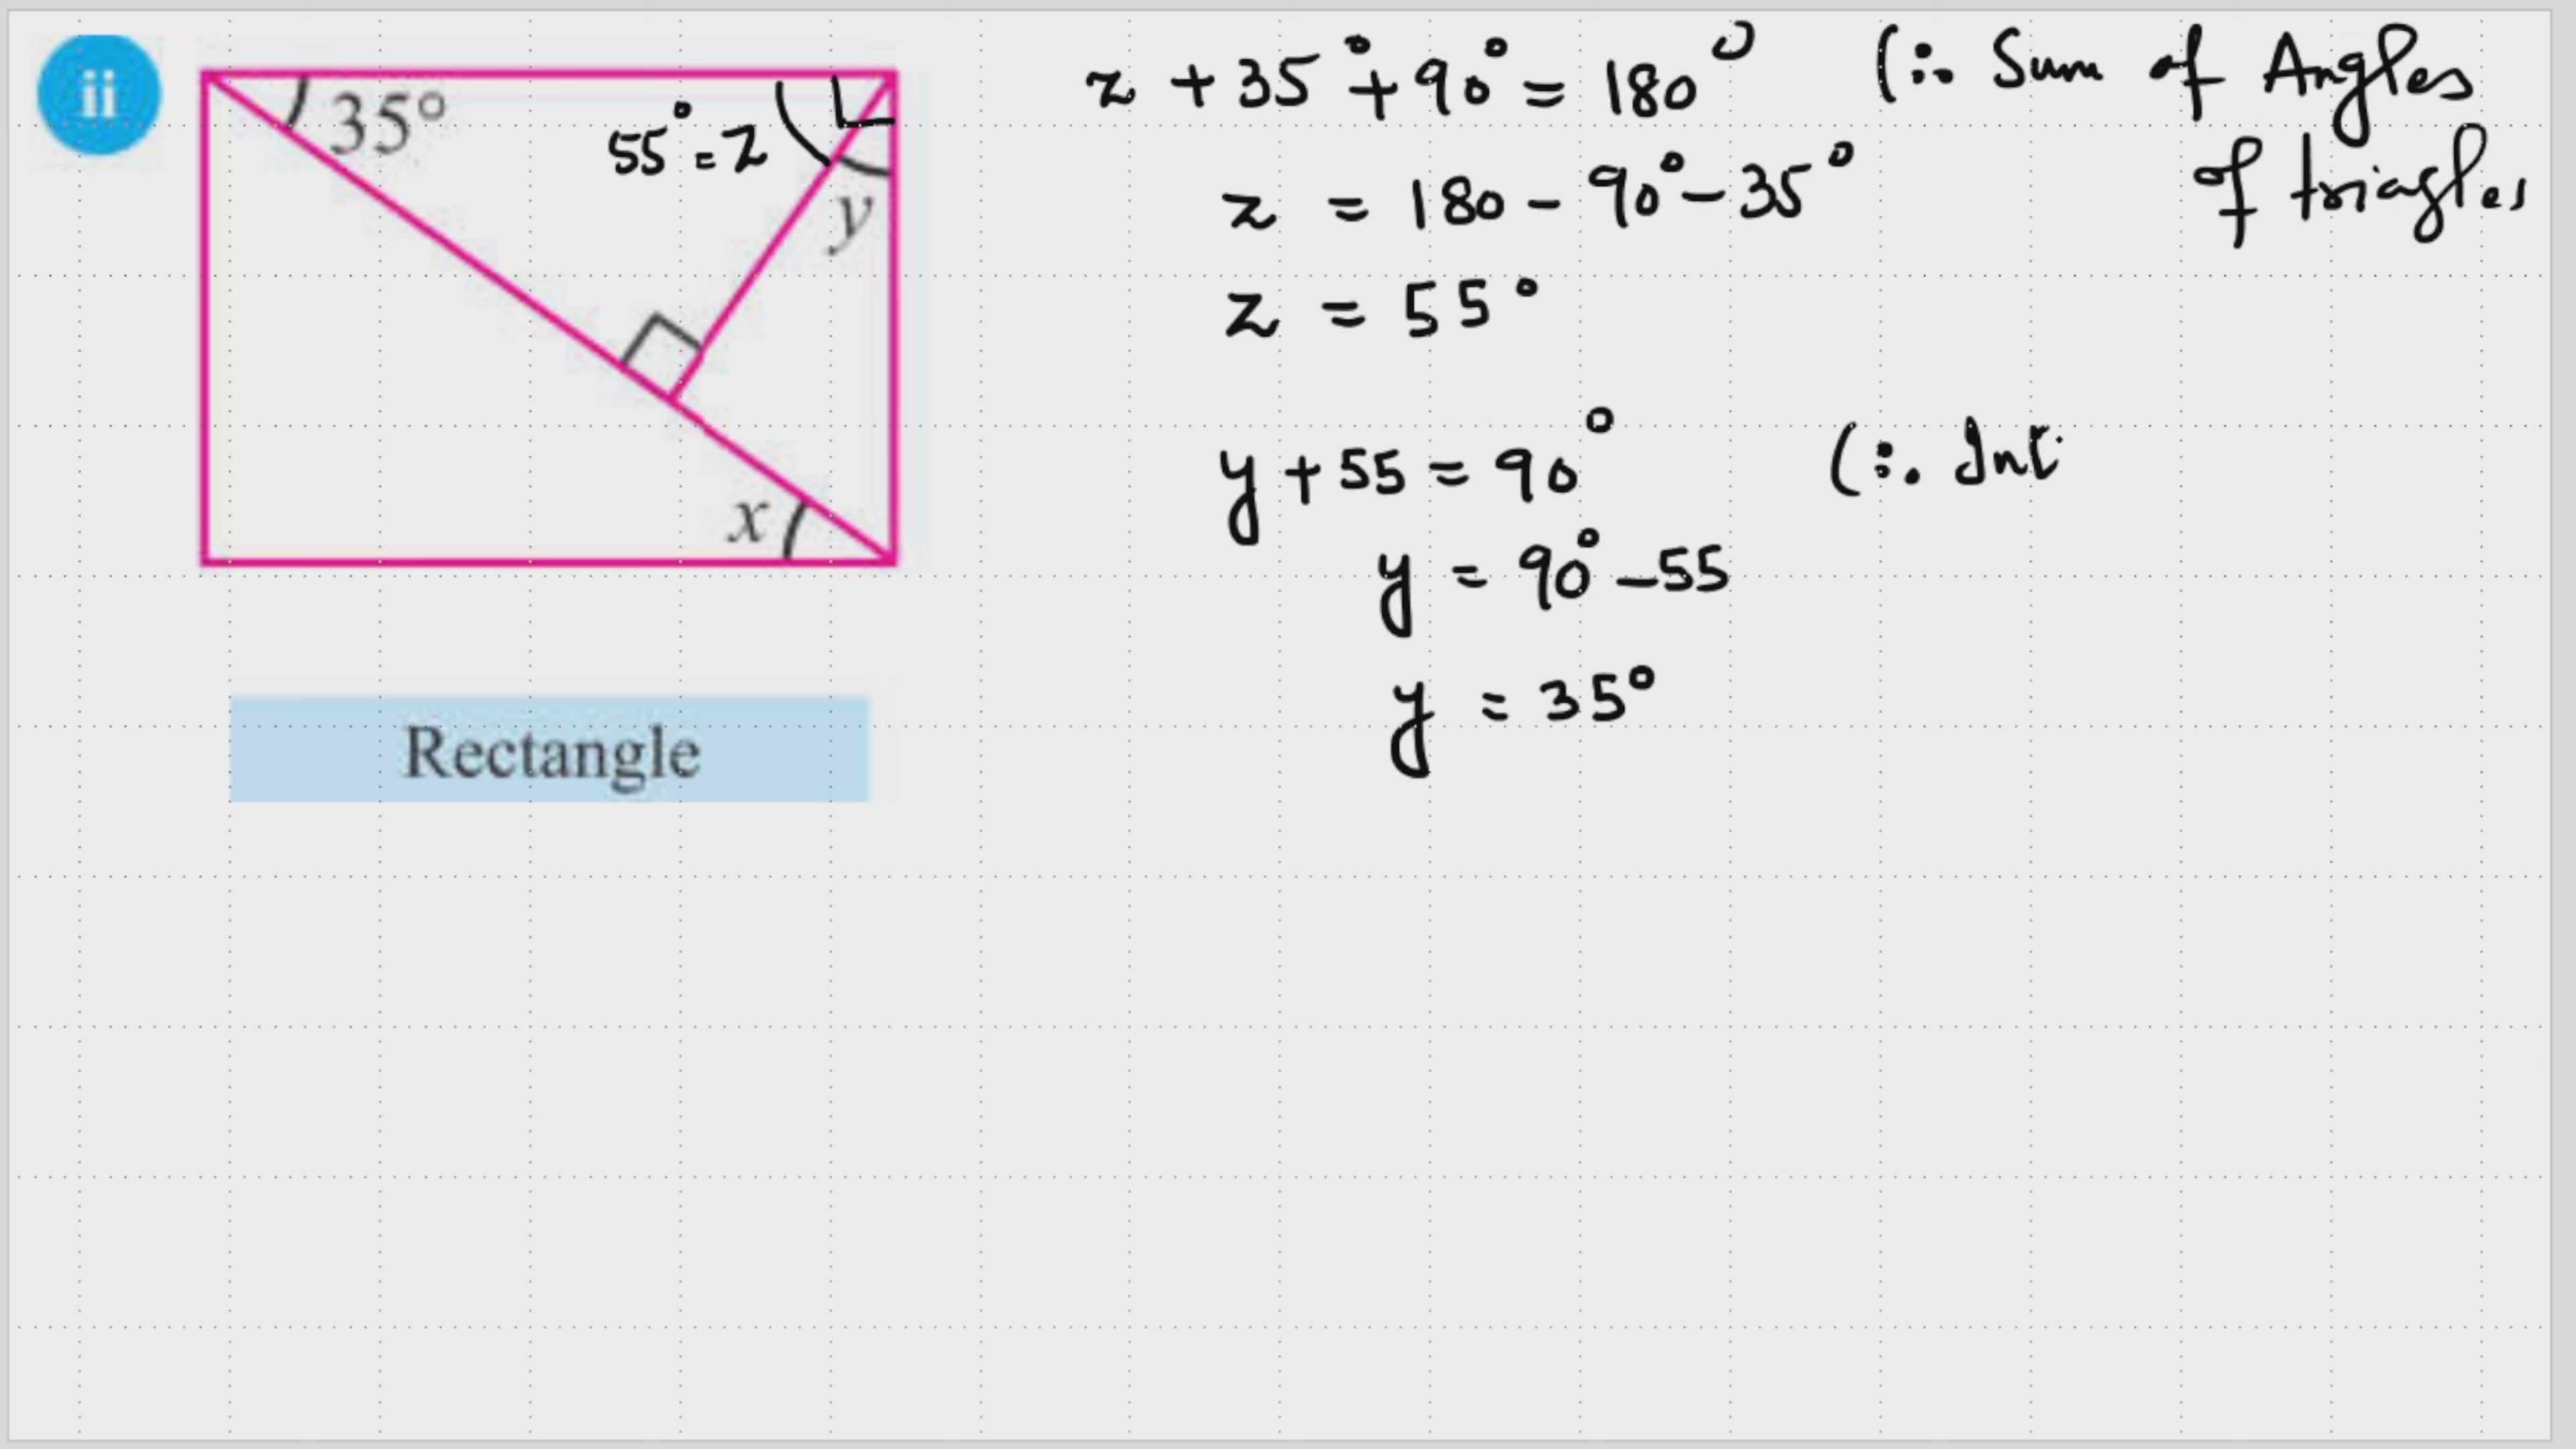 ii
35°
55° = z
y
x
Rectangle
z + 35° + 90° = 180° (∵ Sum of Angles
of triagles
z = 180 - 90° - 35°
z = 55°
y + 55 = 90° (∵ Int
y = 90° - 55
y = 35°